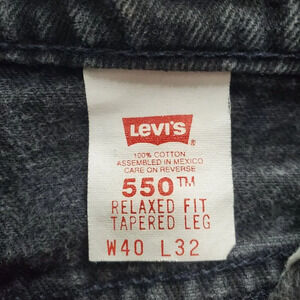 LEVI'S
®
100% COTTON
ASSEMBLED IN MEXICO
CARE ON REVERSE
550™
RELAXED FIT
TAPERED LEG
W40 L32